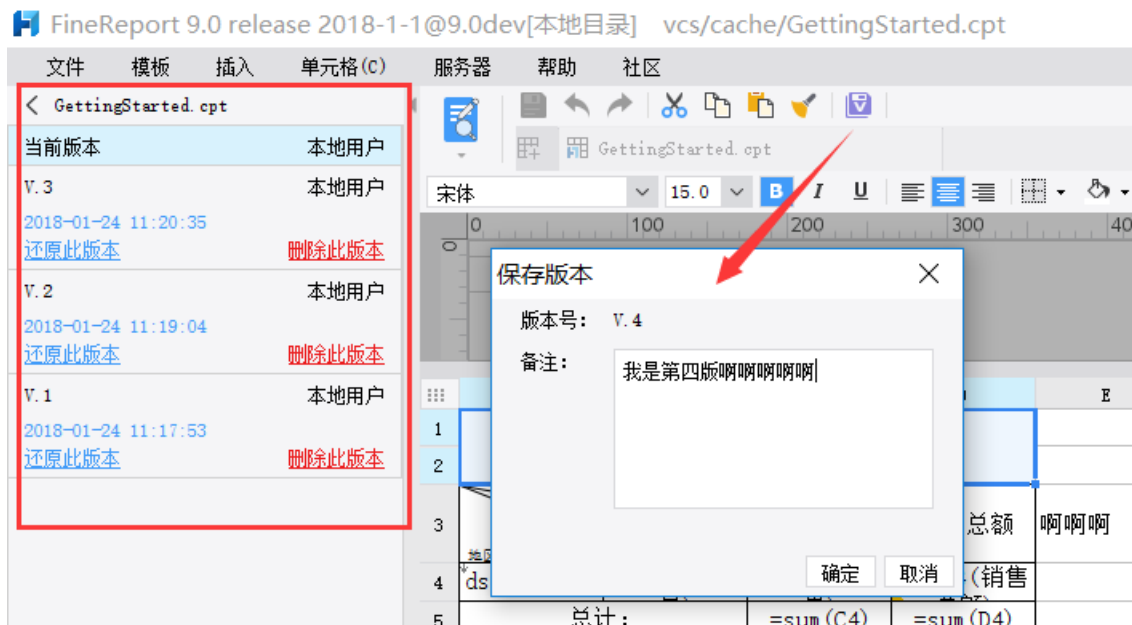 FineReport 9.0 release 2018-1-1@9.0dev[本地目录] vcs/cache/GettingStarted.cpt
文件 模板 插入 单元格(C) 服务器 帮助 社区
GettingStarted.cpt
当前版本 本地用户
V.3 本地用户
2018-01-24 11:20:35
还原此版本 删除此版本
V.2 本地用户
2018-01-24 11:19:04
还原此版本 删除此版本
V.1 本地用户
2018-01-24 11:17:53
还原此版本 删除此版本
GettingStarted.cpt
宋体 15.0 B I U
0 100 200 300 40
0
保存版本
版本号: V.4
备注: 我是第四版啊啊啊啊啊啊
确定 取消
E
1
2
3 地区 总额 啊啊啊
4 ds (销售
5 总计: =sum(C4) =sum(D4)